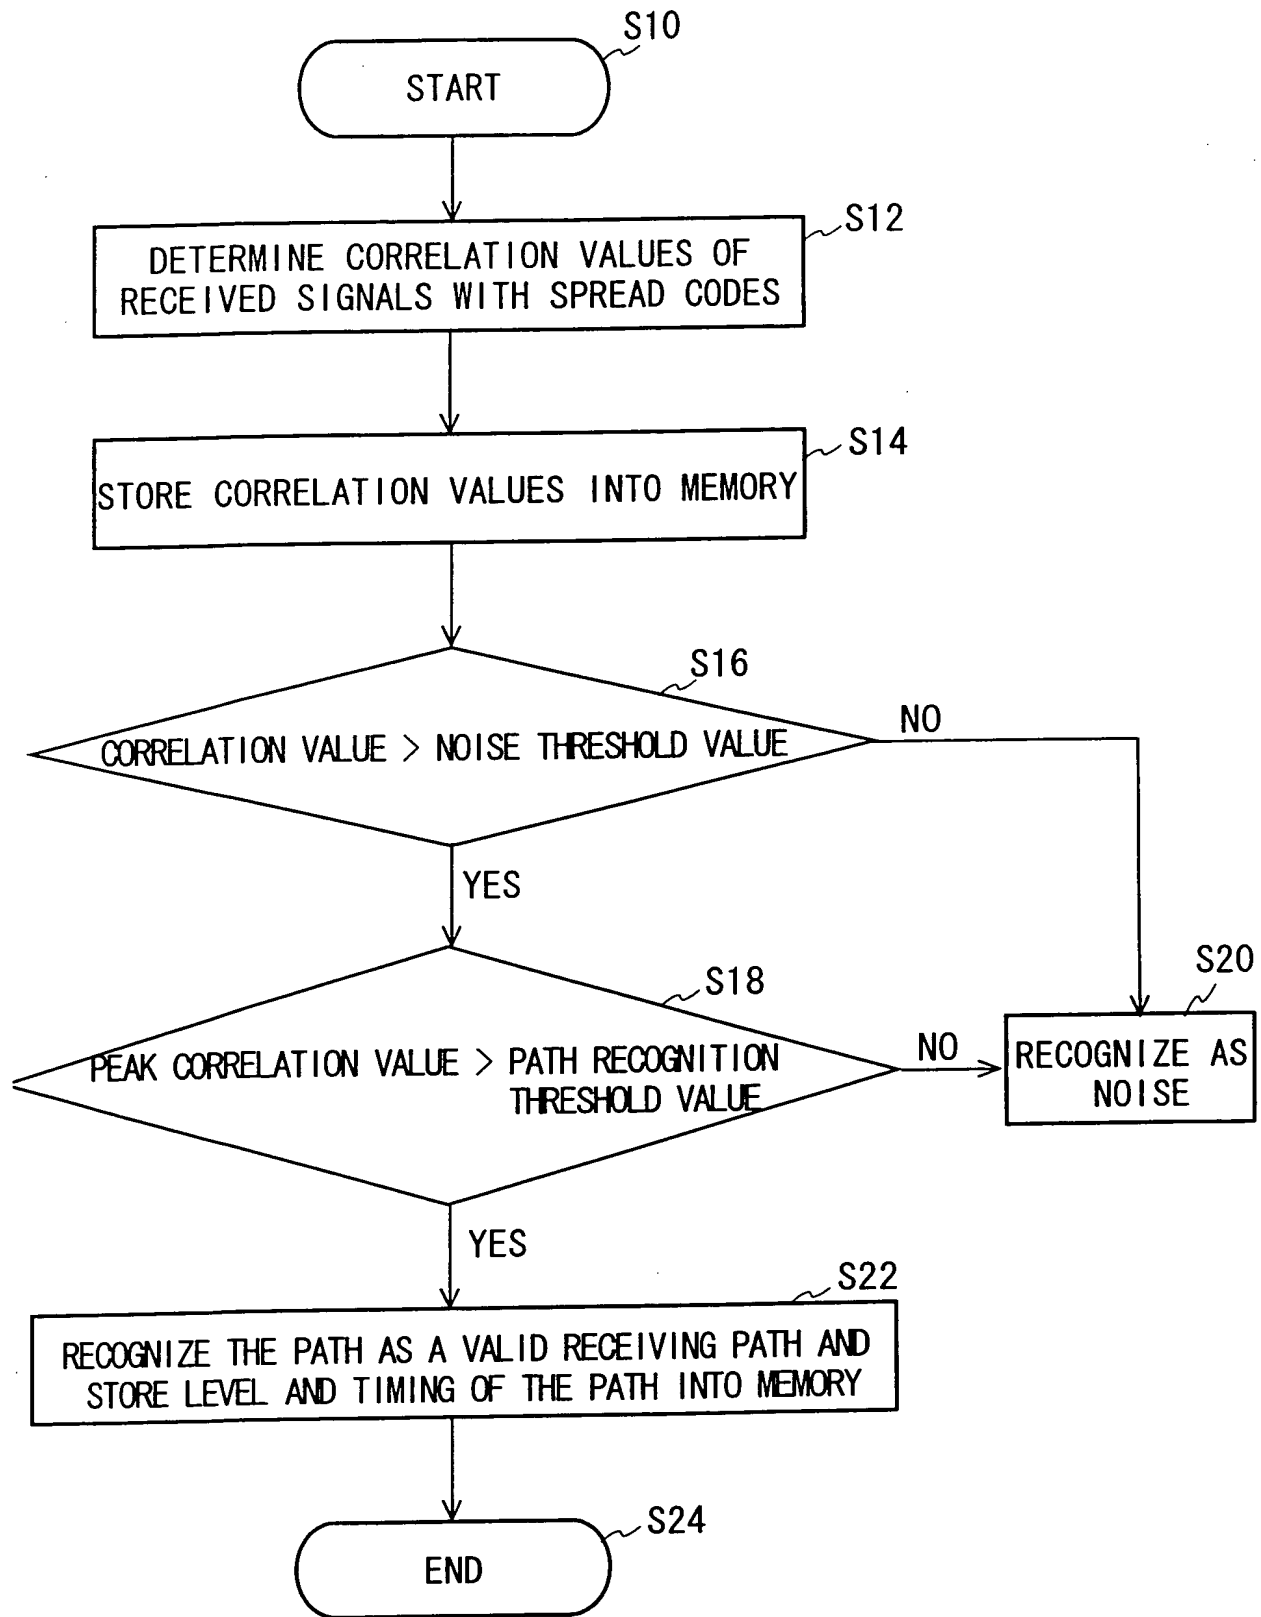 S10
START
S12
DETERMINE CORRELATION VALUES OF
RECEIVED SIGNALS WITH SPREAD CODES
S14
STORE CORRELATION VALUES INTO MEMORY
S16
CORRELATION VALUE > NOISE THRESHOLD VALUE
NO
YES
S18
PEAK CORRELATION VALUE > PATH RECOGNITION
THRESHOLD VALUE
NO
S20
RECOGNIZE AS
NOISE
YES
S22
RECOGNIZE THE PATH AS A VALID RECEIVING PATH AND
STORE LEVEL AND TIMING OF THE PATH INTO MEMORY
S24
END